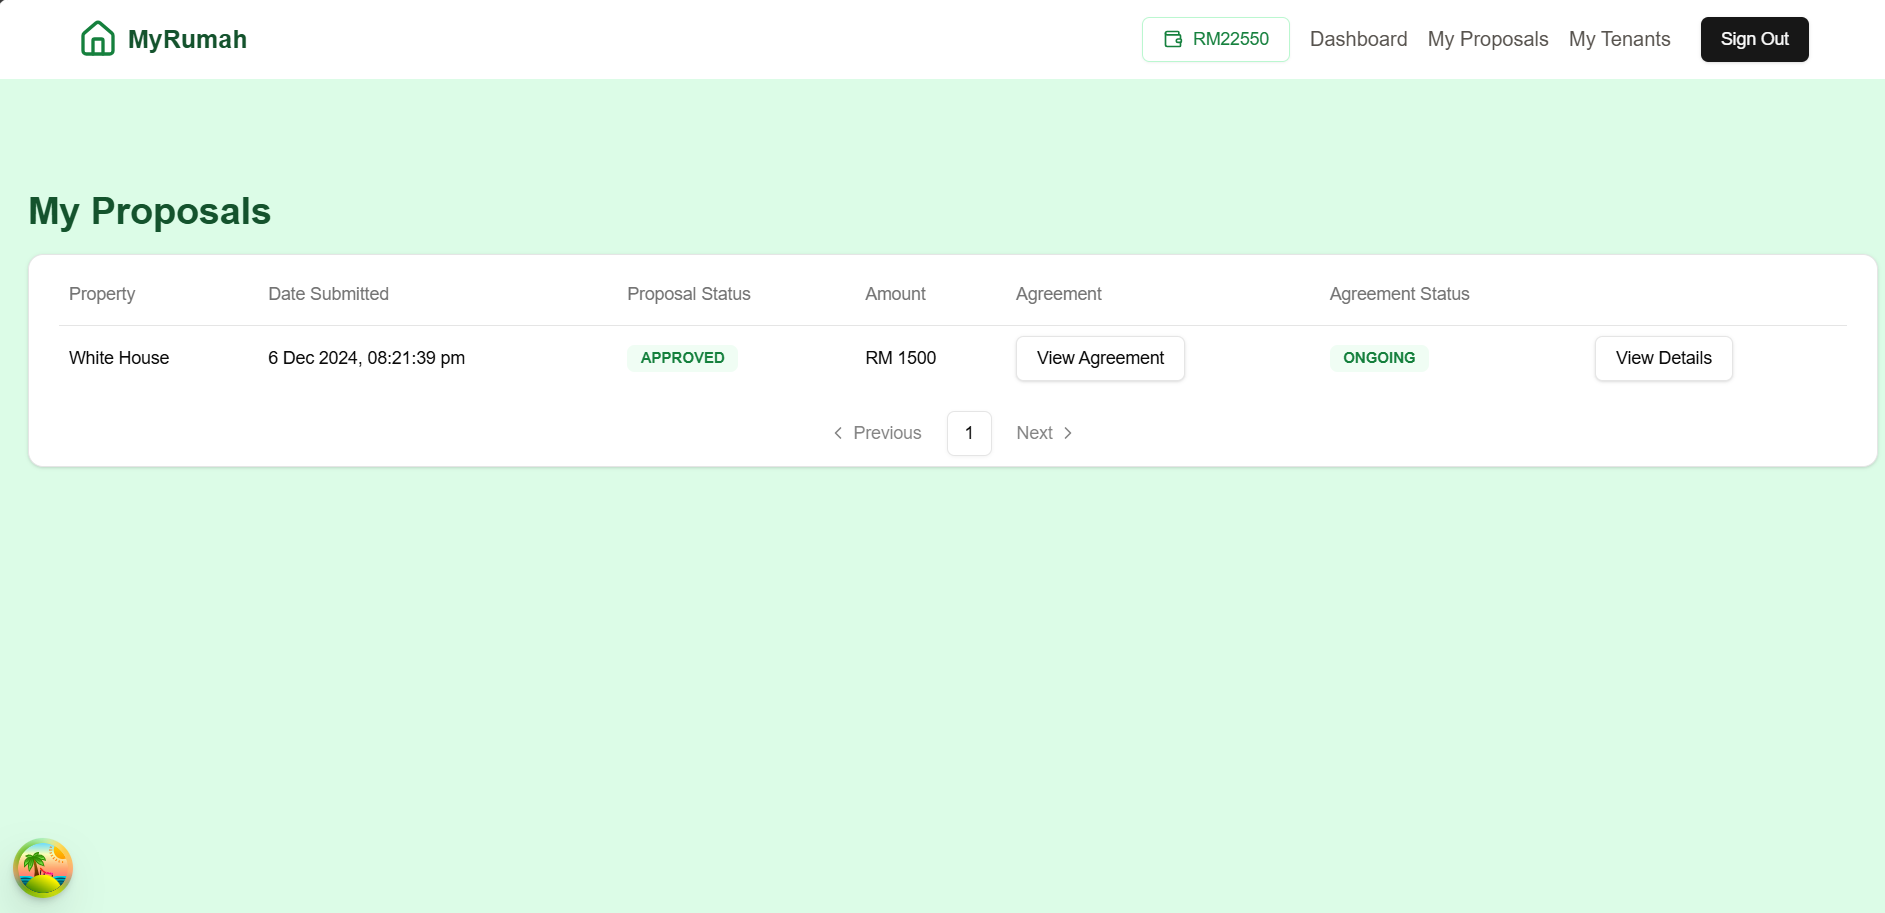 MyRumah
RM22550
Dashboard
My Proposals
My Tenants
Sign Out
My Proposals
Property Date Submitted Proposal Status Amount Agreement Agreement Status
White House 6 Dec 2024, 08:21:39 pm APPROVED RM 1500 View Agreement ONGOING View Details
Previous 1 Next